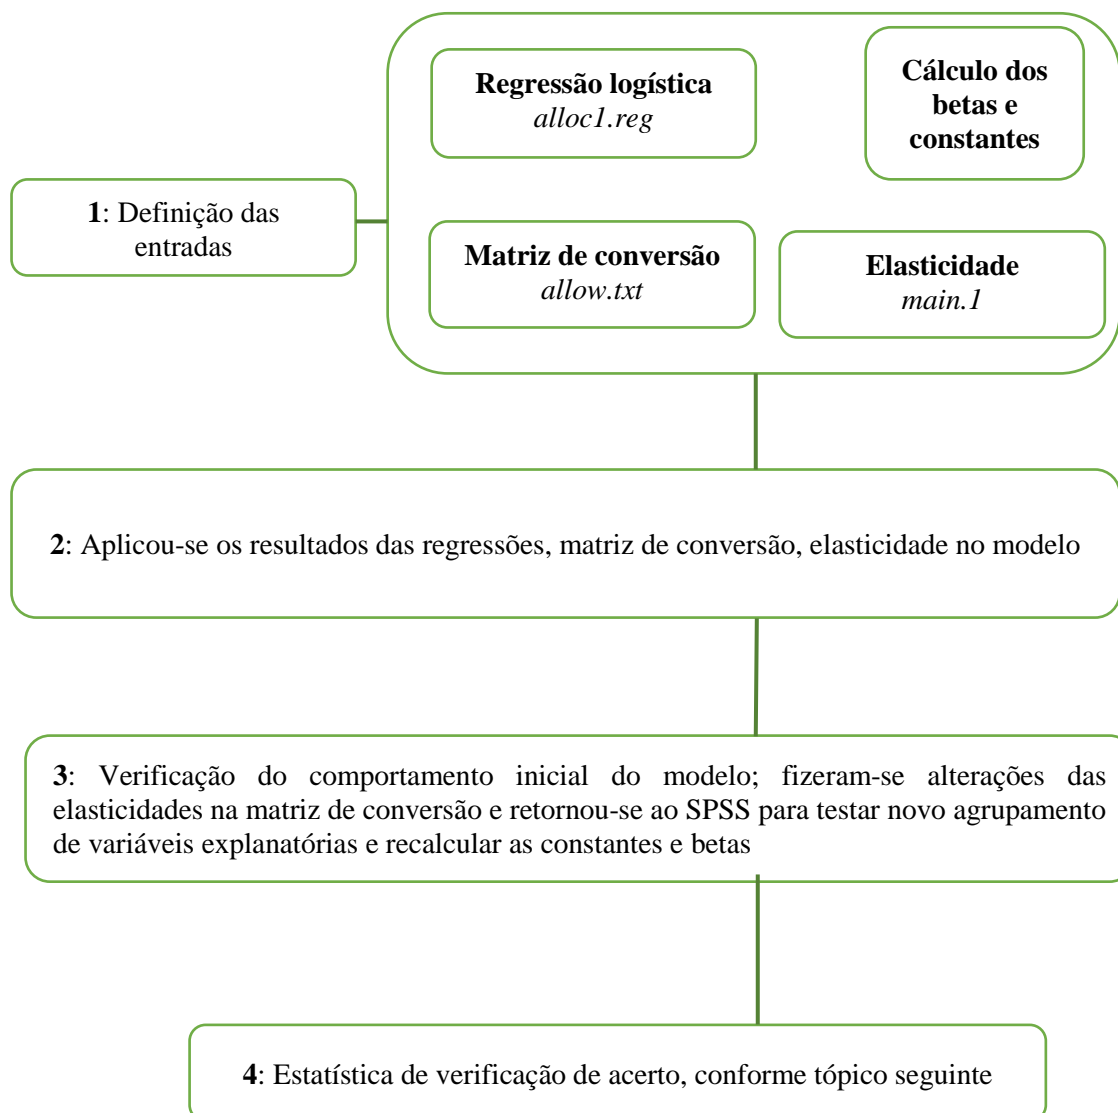 Regressão logística
alloc1.reg
Cálculo dos
betas e
constantes
1: Definição das
entradas
Matriz de conversão
allow.txt
Elasticidade
main.1
2: Aplicou-se os resultados das regressões, matriz de conversão, elasticidade no modelo
3: Verificação do comportamento inicial do modelo; fizeram-se alterações das
elasticidades na matriz de conversão e retornou-se ao SPSS para testar novo agrupamento
de variáveis explanatórias e recalcular as constantes e betas
4: Estatística de verificação de acerto, conforme tópico seguinte